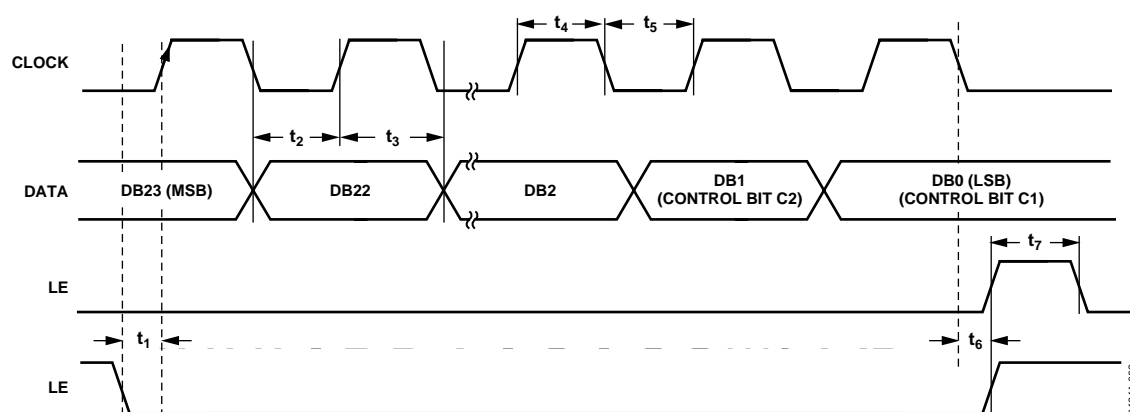 t4
t5
CLOCK
t2
t3
DATA
DB23 (MSB)
DB22
DB2
DB1
(CONTROL BIT C2)
DB0 (LSB)
(CONTROL BIT C1)
t7
LE
t1
t6
LE